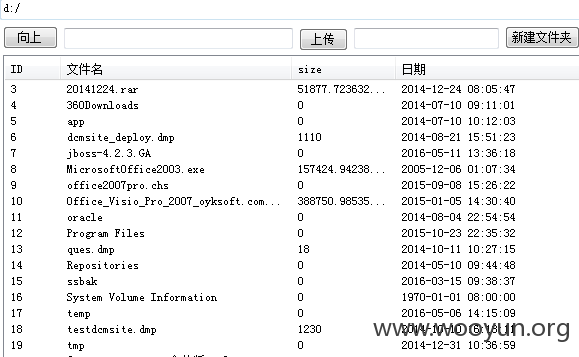 d:/
向上 上传 新建文件夹
ID 文件名 size 日期
3 20141224.rar 51877.723632... 2014-12-24 08:05:47
4 360Downloads 0 2014-07-10 09:11:01
5 app 0 2014-07-10 10:12:03
6 dcmsite_deploy.dmp 1110 2014-08-21 15:51:23
7 jboss-4.2.3.GA 0 2016-05-11 13:36:18
8 MicrosoftOffice2003.exe 157424.94238... 2005-12-06 01:07:34
9 office2007pro.chs 0 2015-09-08 15:26:22
10 Office_Visio_Pro_2007_oyksoft.com... 388750.98535... 2015-01-05 14:30:40
11 oracle 0 2014-08-04 22:54:54
12 Program Files 0 2015-10-23 22:35:32
13 ques.dmp 18 2014-10-11 10:27:15
14 Repositories 0 2014-05-10 09:44:48
15 ssbak 0 2016-03-15 09:38:37
16 System Volume Information 0 1970-01-01 08:00:00
17 temp 0 2016-05-06 14:15:09
18 testdcmsite.dmp 1230
19 tmp 0 2014-12-31 10:36:59
www.wooyun.org